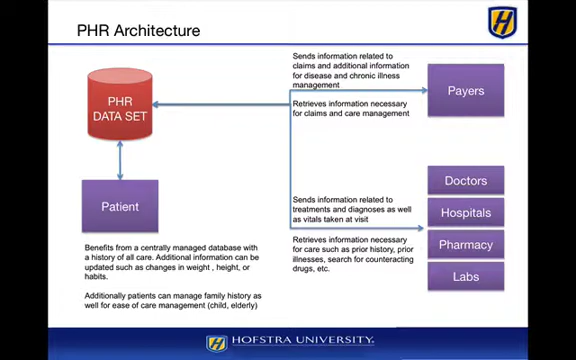 PHR Architecture
Sends information related to
claims and additional information
for disease and chronic illness
management
Retrieves information necessary
for claims and care management
Payers
PHR
DATA SET
Patient
Benefits from a centrally managed database with
a history of all care. Additional information can be
updated such as changes in weight , height, or
habits.
Additionally patients can manage family history as
well for ease of care management (child, elderly)
Sends information related to
treatments and diagnoses as well
as vitals taken at visit
Retrieves information necessary
for care such as prior history, prior
illnesses, search for counteracting
drugs, etc.
Doctors
Hospitals
Pharmacy
Labs
HOFSTRA UNIVERSITY